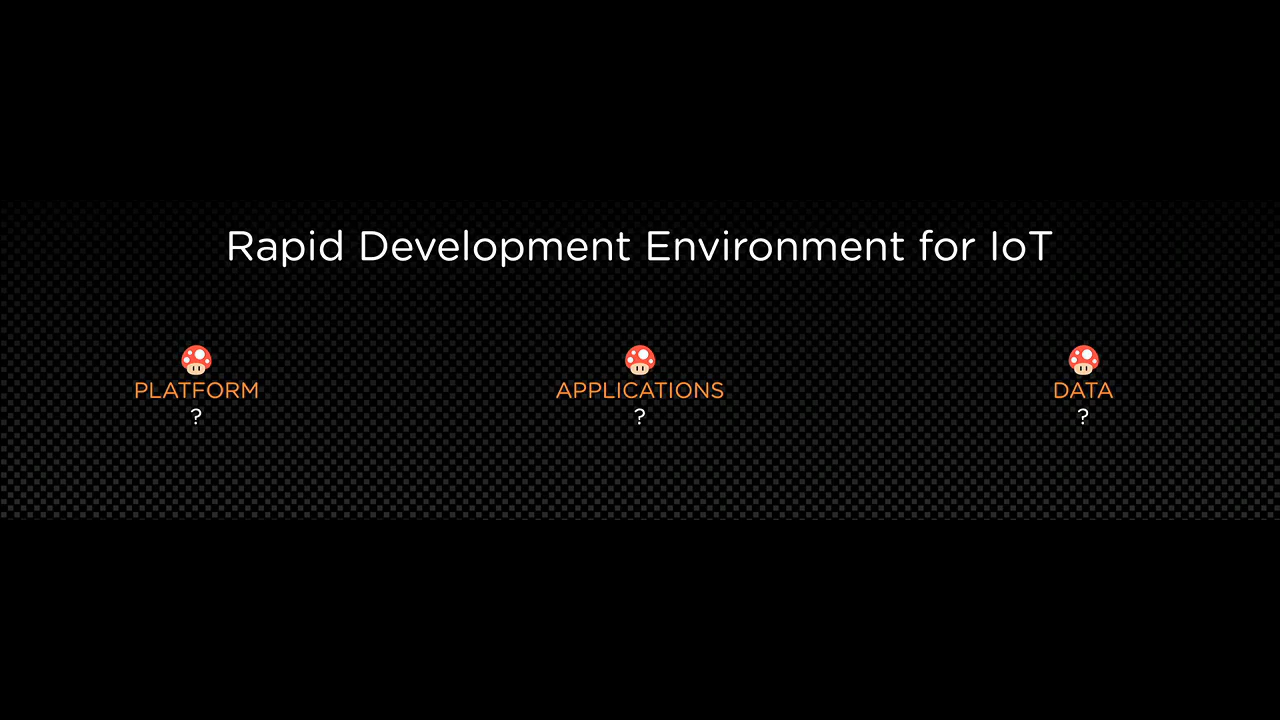 Rapid Development Environment for IoT
PLATFORM
?
APPLICATIONS
?
DATA
?